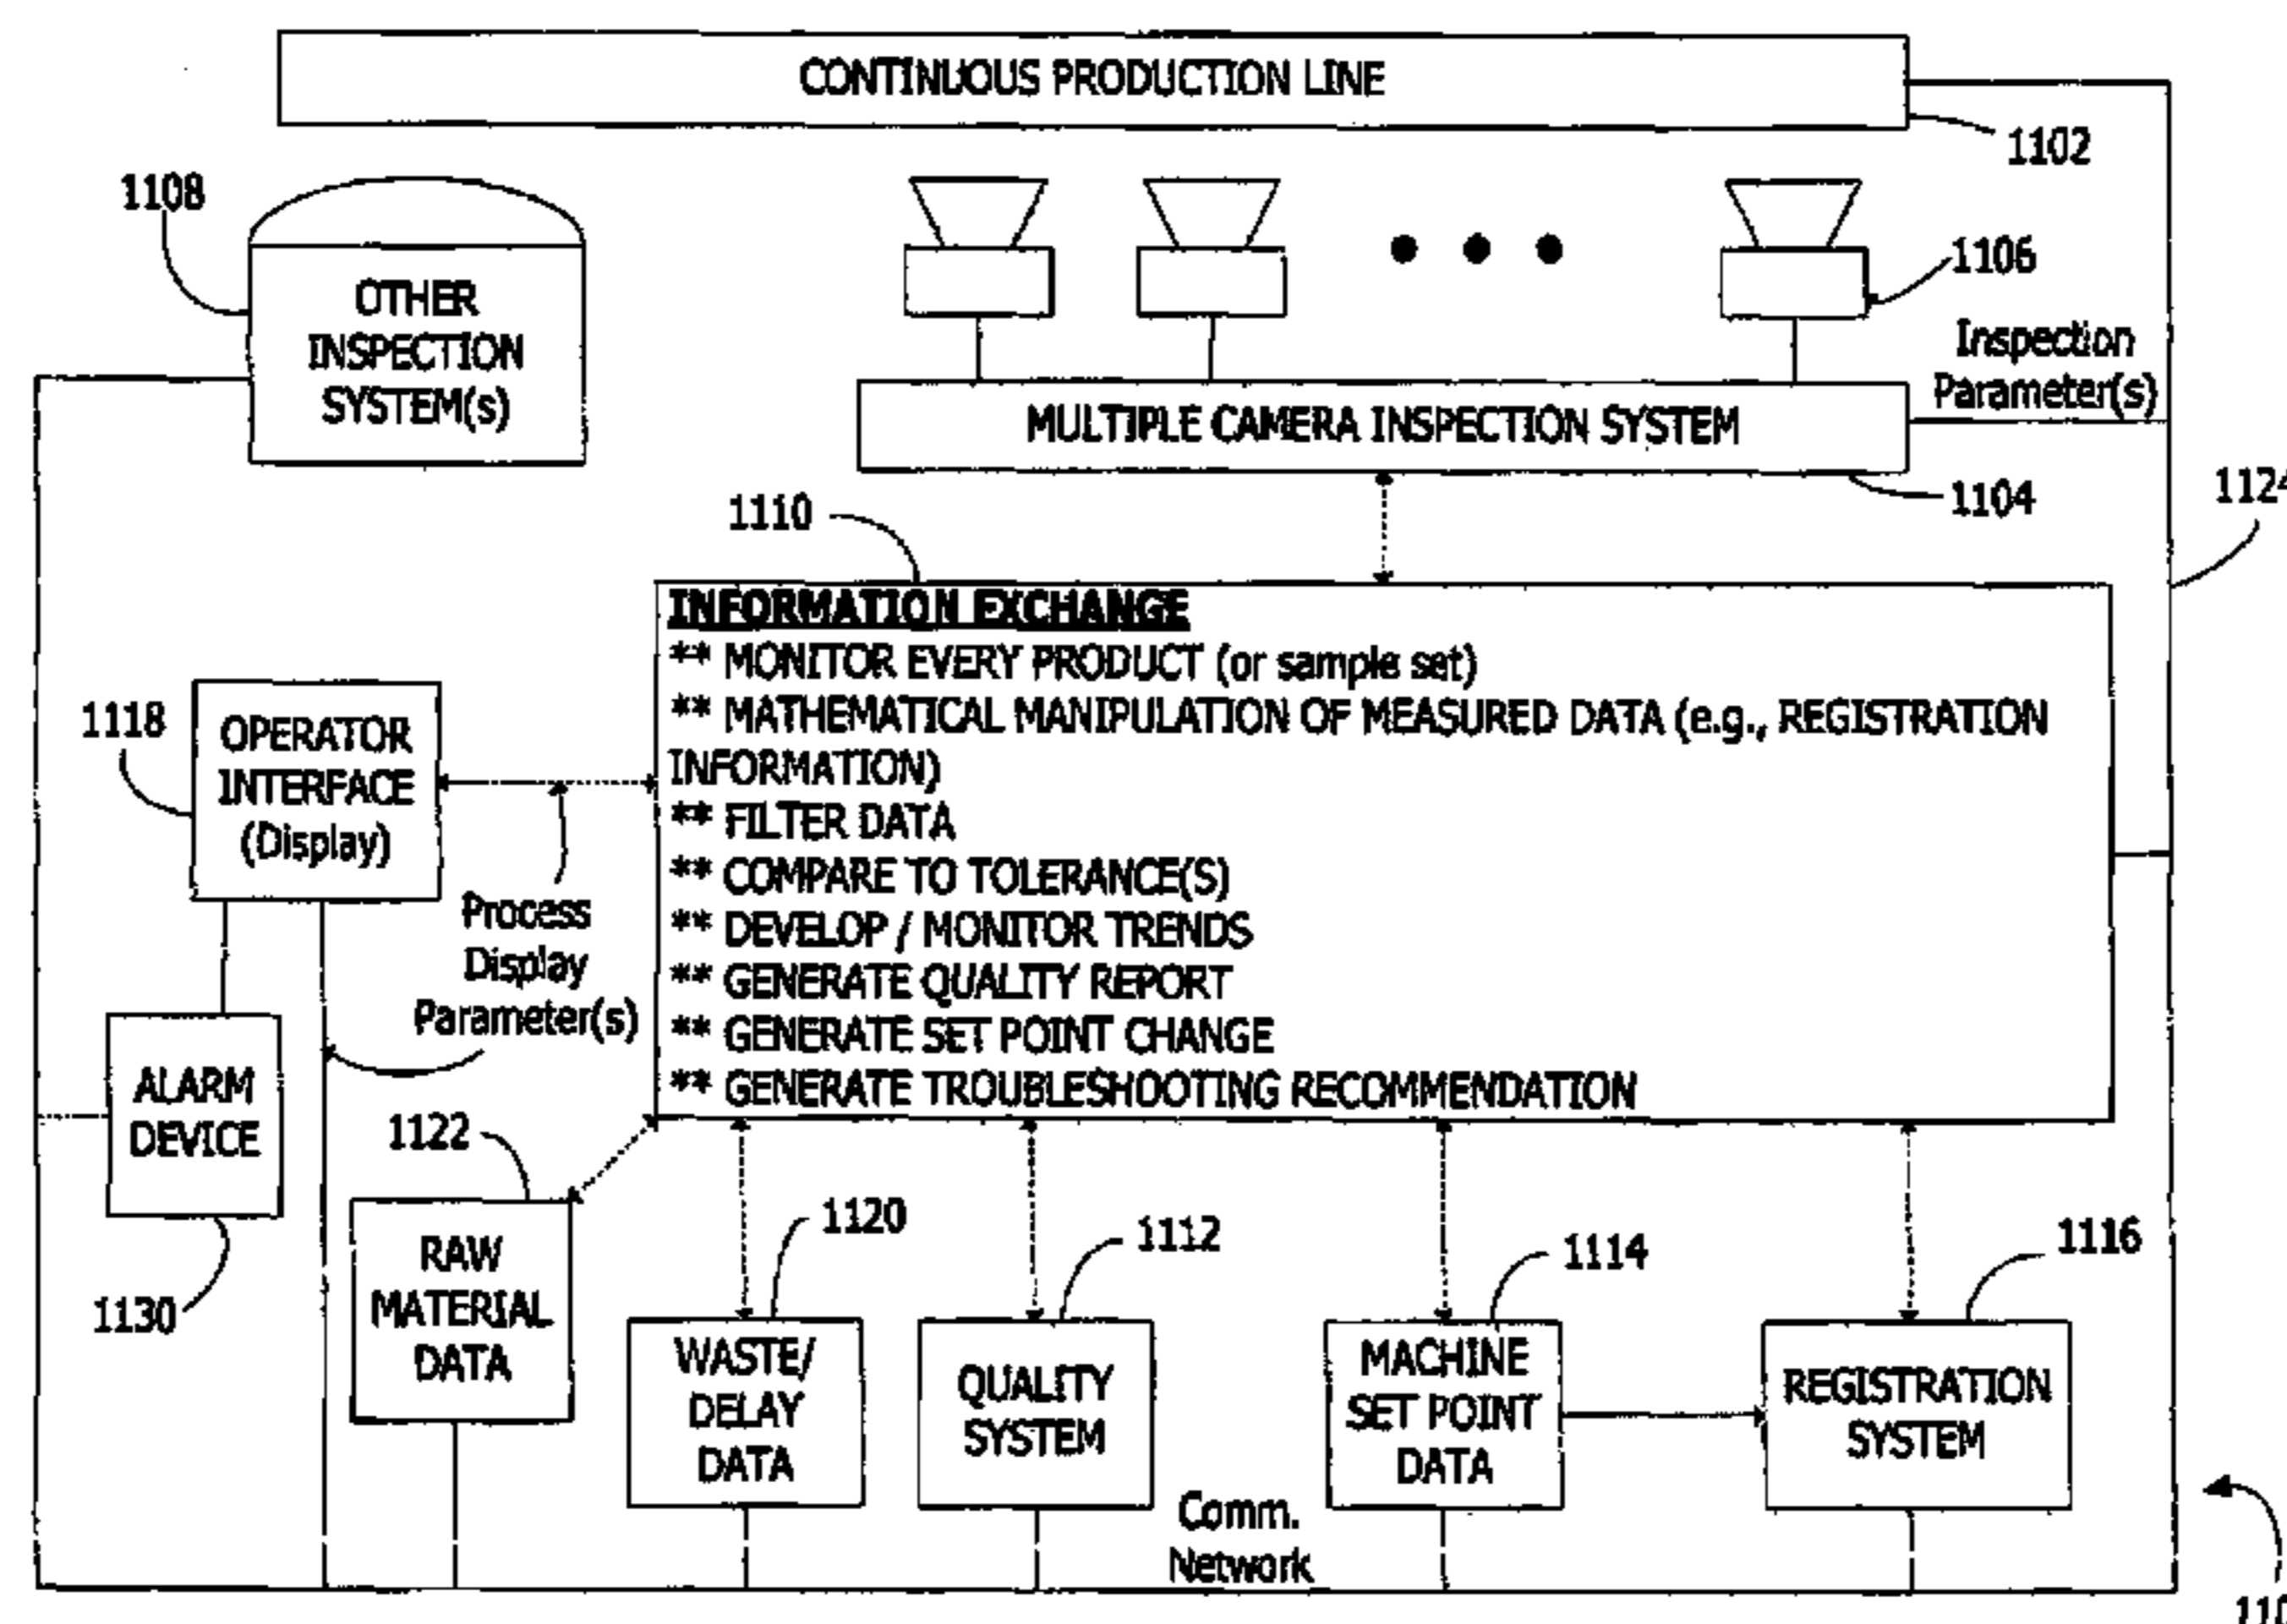 CONTINUOUS PRODUCTION LINE
1102
1108
OTHER
INSPECTION
SYSTEM(s)
1106
Inspection
Parameter(s)
MULTIPLE CAMERA INSPECTION SYSTEM
1104
1110
INFORMATION EXCHANGE
** MONITOR EVERY PRODUCT (or sample set)
** MATHEMATICAL MANIPULATION OF MEASURED DATA (e.g., REGISTRATION
INFORMATION)
** FILTER DATA
** COMPARE TO TOLERANCE(S)
** DEVELOP / MONITOR TRENDS
** GENERATE QUALITY REPORT
** GENERATE SET POINT CHANGE
** GENERATE TROUBLESHOOTING RECOMMENDATION
1124
1118
OPERATOR
INTERFACE
(Display)
Process
Display
Parameter(s)
ALARM
DEVICE
1130
1122
RAW
MATERIAL
DATA
1120
WASTE/
DELAY
DATA
1112
QUALITY
SYSTEM
1114
MACHINE
SET POINT
DATA
1116
REGISTRATION
SYSTEM
Comm.
Network